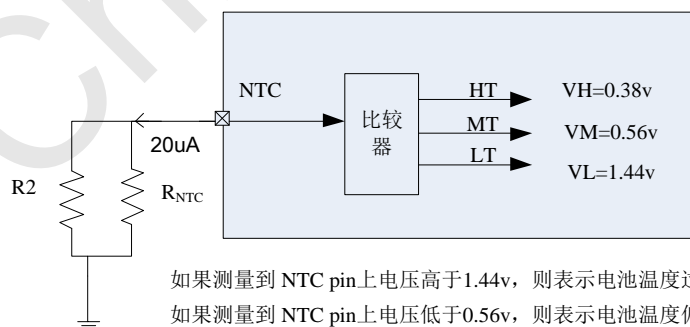 NTC
HT
VH=0.38v
比较器
MT
VM=0.56v
20uA
LT
VL=1.44v
R2
RNTC
如果测量到 NTC pin上电压高于1.44v，则表示电池温度
如果测量到 NTC pin上电压低于0.56v，则表示电池温度